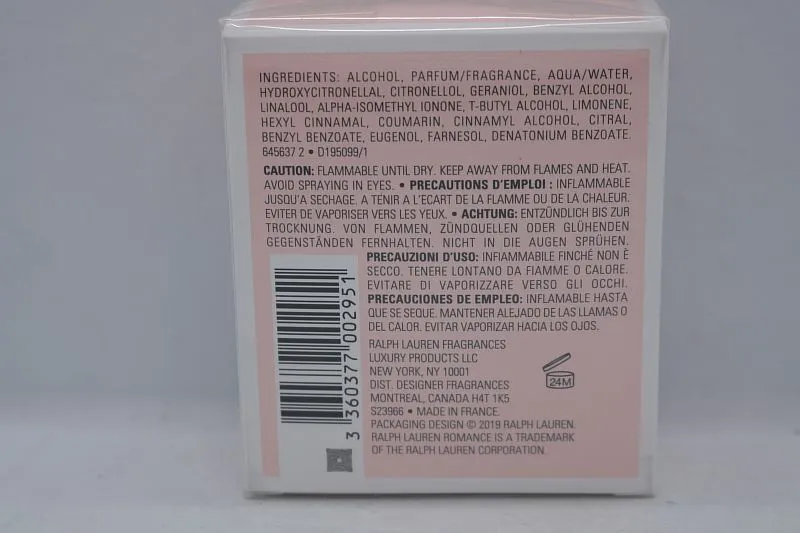 INGREDIENTS: ALCOHOL, PARFUM/FRAGRANCE, AQUA/WATER,
HYDROXYCITRONELLAL, CITRONELLOL, GERANIOL, BENZYL ALCOHOL,
LINALOOL, ALPHA-ISOMETHYL IONONE, T-BUTYL ALCOHOL, LIMONENE,
HEXYL CINNAMAL, COUMARIN, CINNAMYL ALCOHOL, CITRAL,
BENZYL BENZOATE, EUGENOL, FARNESOL, DENATONIUM BENZOATE.
645637 2 • D195099/1
CAUTION: FLAMMABLE UNTIL DRY. KEEP AWAY FROM FLAMES AND HEAT.
AVOID SPRAYING IN EYES. • PRECAUTIONS D'EMPLOI : INFLAMMABLE
JUSQU'A SECHAGE. A TENIR A L'ECART DE LA FLAMME OU DE LA CHALEUR.
EVITER DE VAPORISER VERS LES YEUX. • ACHTUNG: ENTZÜNDLICH BIS ZUR
TROCKNUNG. VON FLAMMEN, ZÜNDQUELLEN ODER GLÜHENDEN
GEGENSTÄNDEN FERNHALTEN. NICHT IN DIE AUGEN SPRÜHEN.
PRECAUZIONI D'USO: INFIAMMABILE FINCHÉ NON È
SECCO. TENERE LONTANO DA FIAMME O CALORE.
EVITARE DI VAPORIZZARE VERSO GLI OCCHI.
PRECAUCIONES DE EMPLEO: INFLAMABLE HASTA
QUE SE SEQUE. MANTENER ALEJADO DE LAS LLAMAS O
DEL CALOR. EVITAR VAPORIZAR HACIA LOS OJOS.
3 360377 002951
RALPH LAUREN FRAGRANCES
LUXURY PRODUCTS LLC
NEW YORK, NY 10001
DIST. DESIGNER FRAGRANCES
MONTREAL, CANADA H4T 1K5
S23966 • MADE IN FRANCE.
PACKAGING DESIGN © 2019 RALPH LAUREN.
RALPH LAUREN ROMANCE IS A TRADEMARK
OF THE RALPH LAUREN CORPORATION.
24M